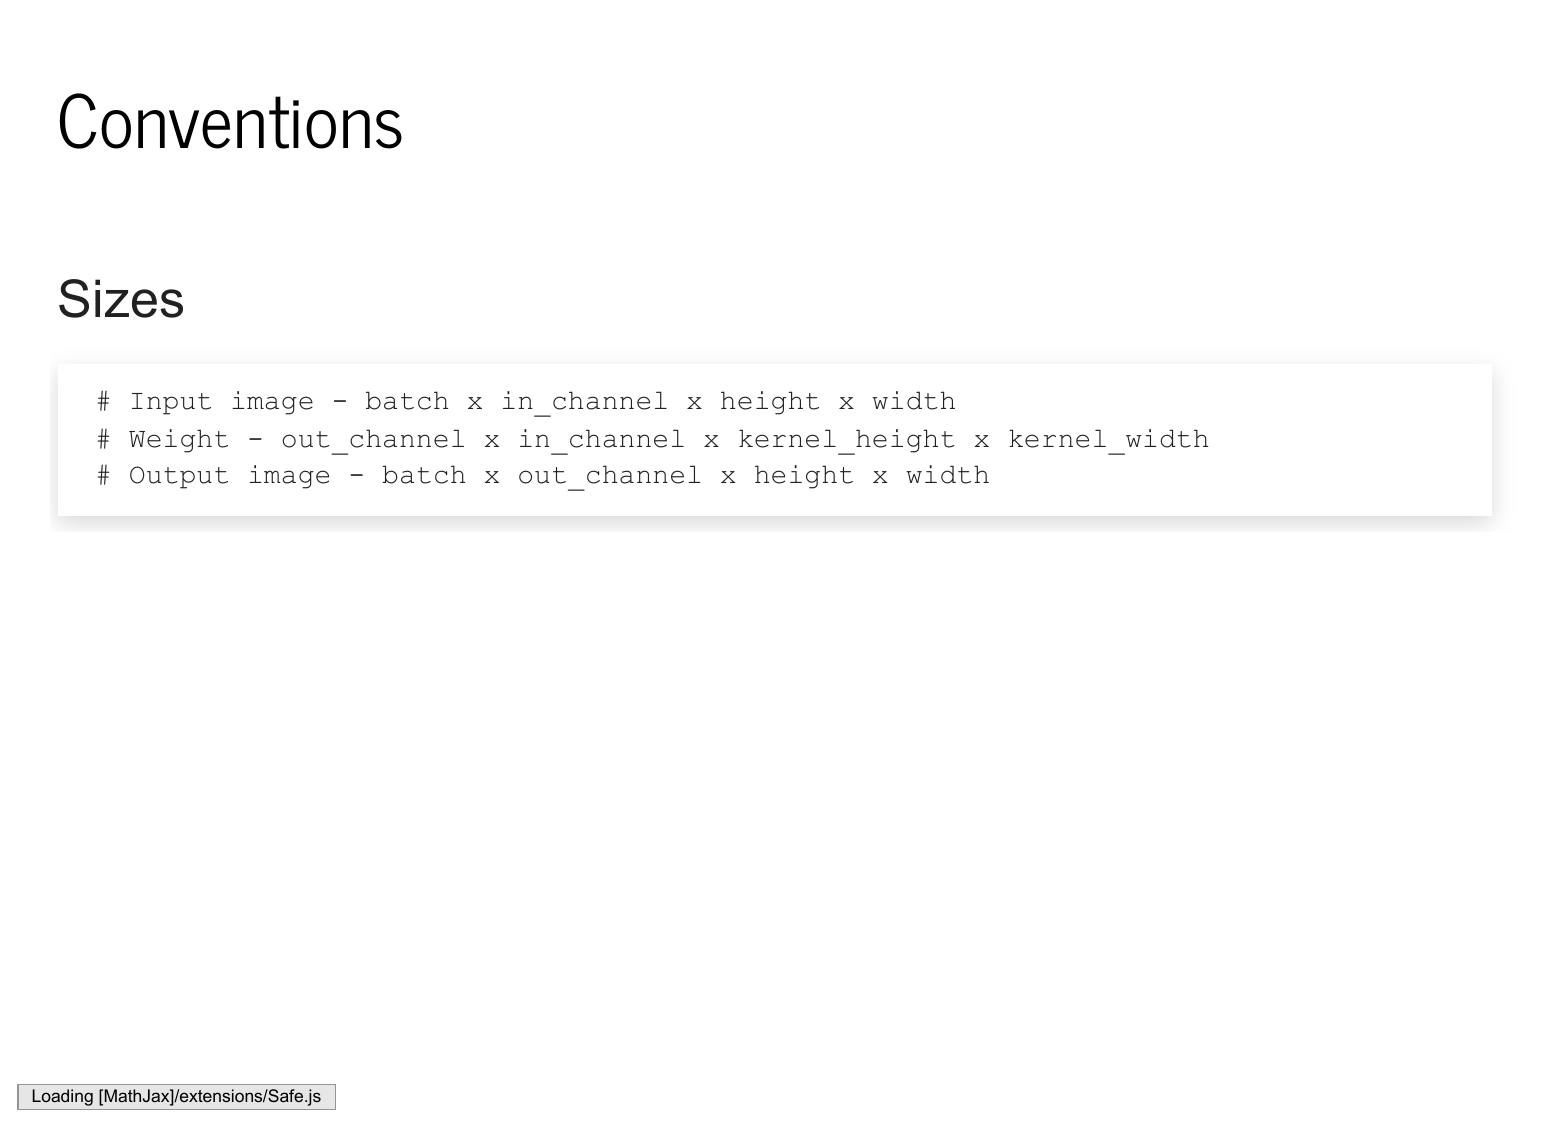 Conventions
Sizes
# Input image - batch x in_channel x height x width
# Weight - out_channel x in_channel x kernel_height x kernel_width
# Output image - batch x out_channel x height x width
Loading [MathJax]/extensions/Safe.js